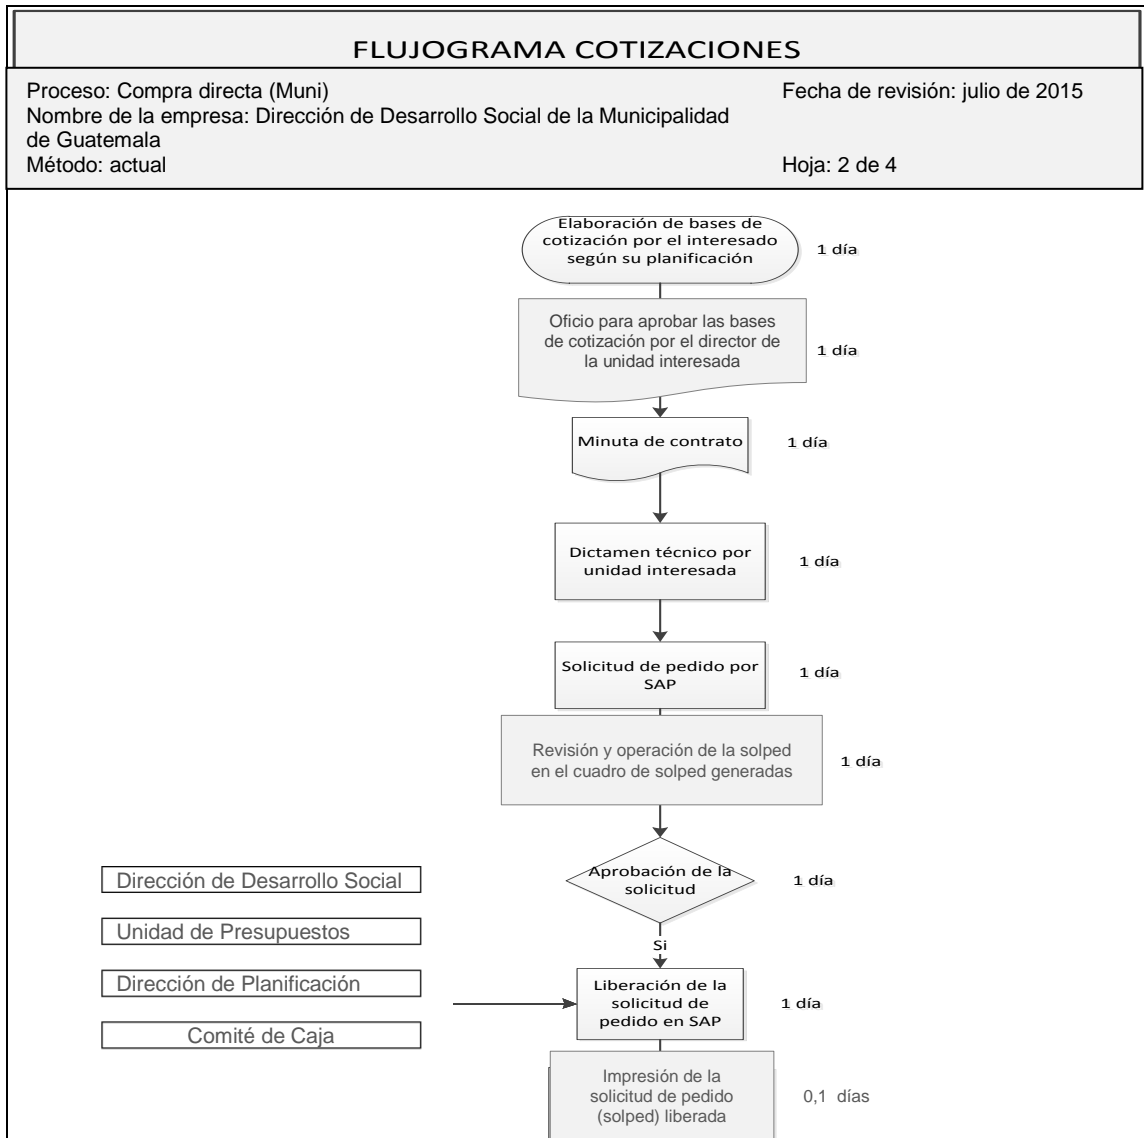 FLUJOGRAMA COTIZACIONES
Proceso: Compra directa (Muni)
Fecha de revisión: julio de 2015
Nombre de la empresa: Dirección de Desarrollo Social de la Municipalidad
de Guatemala
Método: actual
Hoja: 2 de 4
Elaboración de bases de
cotización por el interesado
según su planificación
1 día
Oficio para aprobar las bases
de cotización por el director de
la unidad interesada
1 día
Minuta de contrato
1 día
Dictamen técnico por
unidad interesada
1 día
Solicitud de pedido por
SAP
1 día
Revisión y operación de la solped
en el cuadro de solped generadas
1 día
Aprobación de la
solicitud
1 día
Si
Dirección de Desarrollo Social
Unidad de Presupuestos
Dirección de Planificación
Comité de Caja
Liberación de la
solicitud de
pedido en SAP
1 día
Impresión de la
solicitud de pedido
(solped) liberada
0,1 días